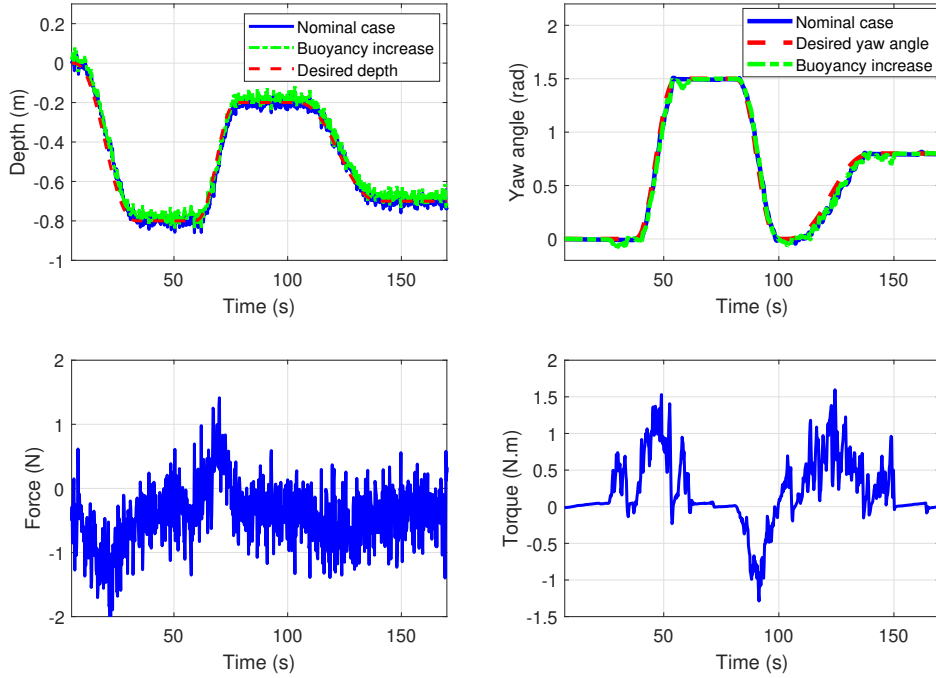 Depth (m)
0.2
0
-0.2
-0.4
-0.6
-0.8
-1
Nominal case
Buoyancy increase
Desired depth
50
100
150
Time (s)
Yaw angle (rad)
2
1.5
1.0
0.5
0
Nominal case
Desired yaw angle
Buoyancy increase
50
100
150
Time (s)
Force (N)
2
1
0
-1
-2
50
100
150
Time (s)
Torque (N.m)
2
1.5
1
0.5
0
-0.5
-1
-1.5
50
100
150
Time (s)